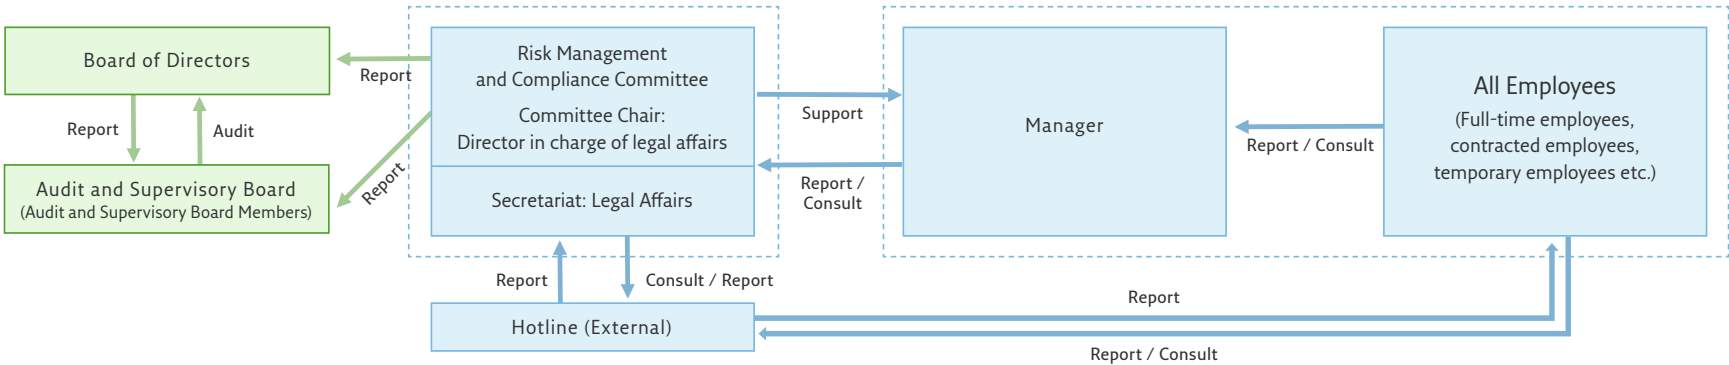 Board of Directors
Report
Audit
Audit and Supervisory Board
(Audit and Supervisory Board Members)
Report
Report
Risk Management
and Compliance Committee
Committee Chair:
Director in charge of legal affairs
Secretariat: Legal Affairs
Support
Report /
Consult
Manager
Report / Consult
All Employees
(Full-time employees,
contracted employees,
temporary employees etc.)
Report
Consult / Report
Hotline (External)
Report
Report / Consult